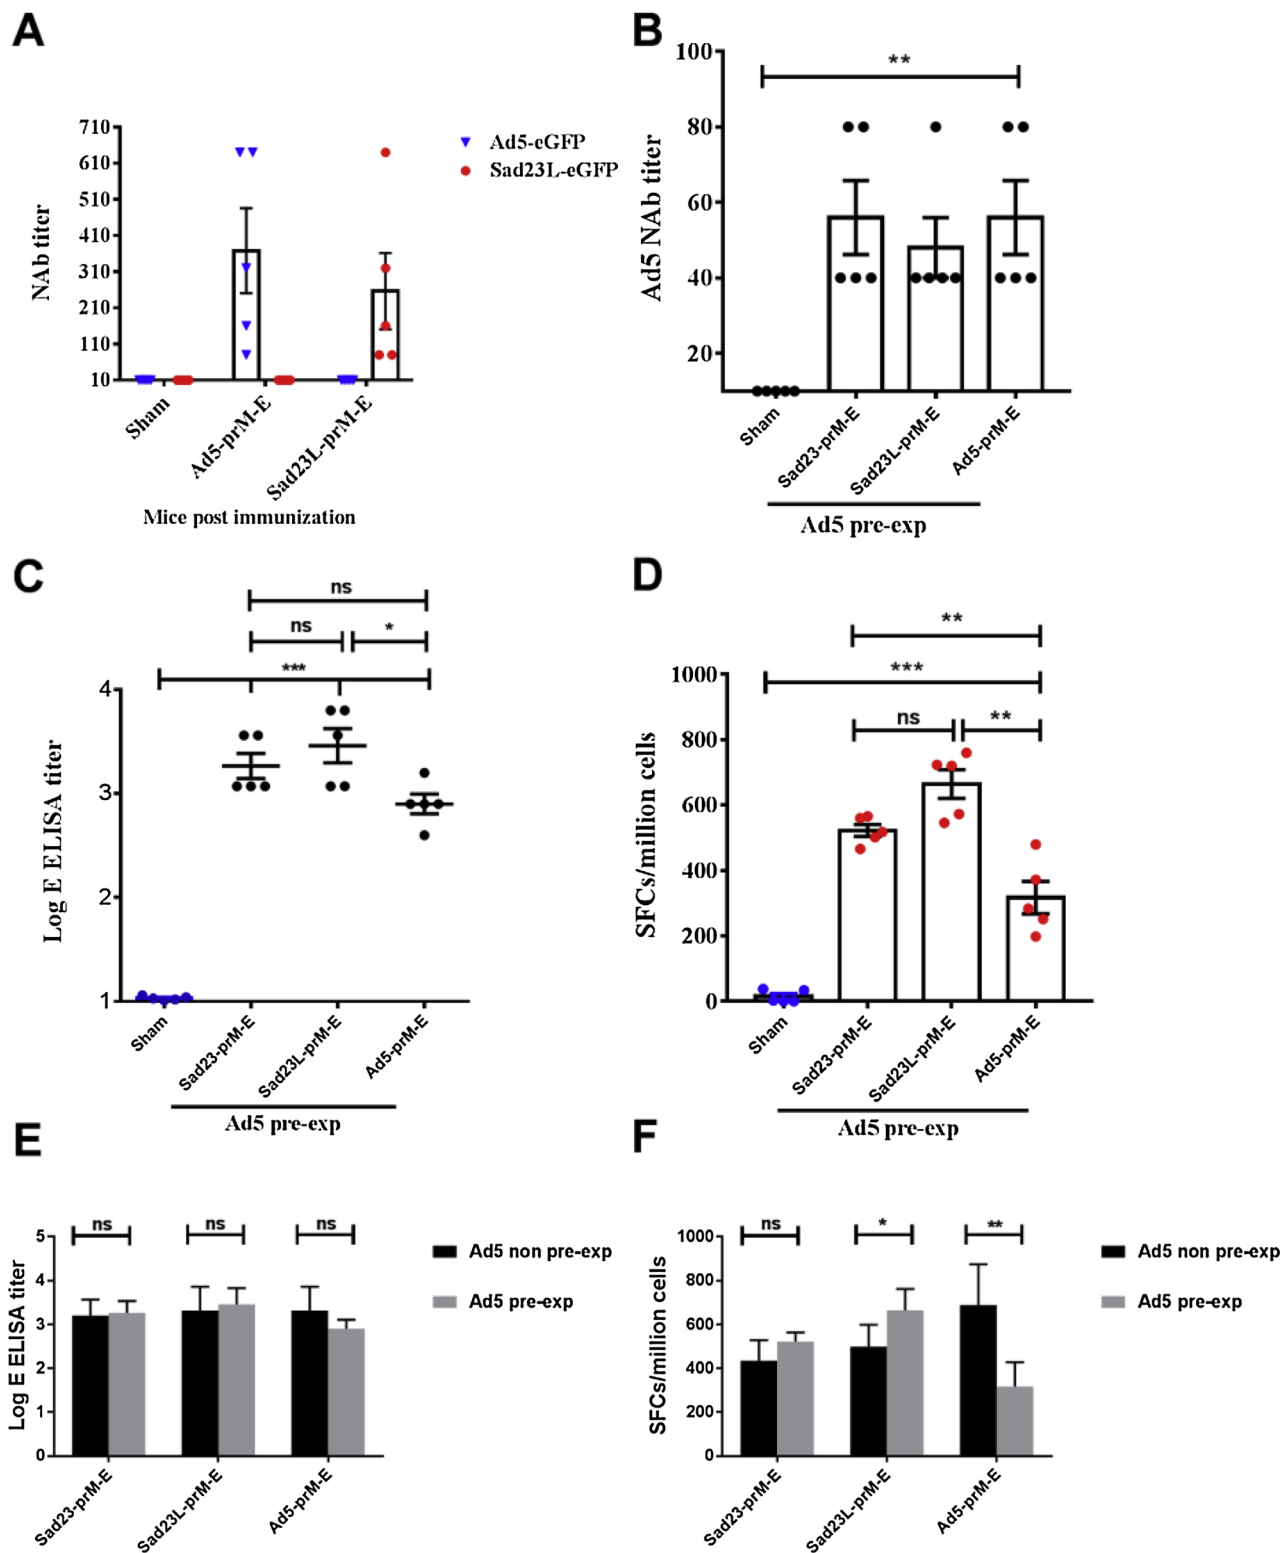 A
710
610
510
410
310
210
110
10
NAb titer
Ad5-eGFP
Sad23L-eGFP
Sham
Ad5-prM-E
Sad23L-prM-E
Mice post immunization
B
100
80
60
40
20
Ad5 NAb titer
**
Sham
Sad23-prM-E
Sad23L-prM-E
Ad5-prM-E
Ad5 pre-exp
C
ns
ns
*
***
4
3
2
1
Log E ELISA titer
Sham
Sad23-prM-E
Sad23L-prM-E
Ad5-prM-E
Ad5 pre-exp
D
**
***
ns
**
1000
800
600
400
200
0
SFCs/million cells
Sham
Sad23-prM-E
Sad23L-prM-E
Ad5-prM-E
Ad5 pre-exp
E
ns
ns
ns
5
4
3
2
1
0
Log E ELISA titer
Ad5 non pre-exp
Ad5 pre-exp
Sad23-prM-E
Sad23L-prM-E
Ad5-prM-E
F
ns
*
**
1000
800
600
400
200
0
SFCs/million cells
Ad5 non pre-exp
Ad5 pre-exp
Sad23-prM-E
Sad23L-prM-E
Ad5-prM-E